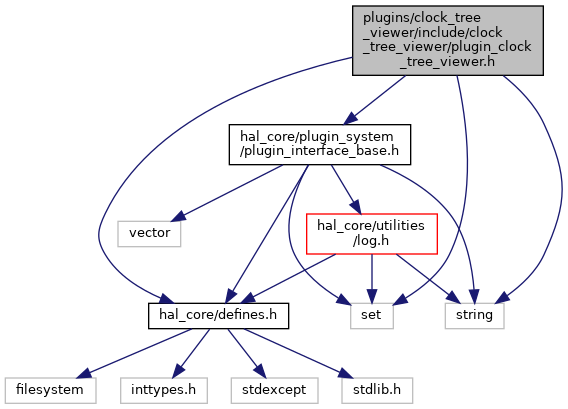 plugins/clock_tree
_viewer/include/clock
_tree_viewer/plugin_clock
_tree_viewer.h
hal_core/plugin_system
/plugin_interface_base.h
vector
hal_core/utilities
/log.h
hal_core/defines.h
set
string
filesystem
inttypes.h
stdexcept
stdlib.h